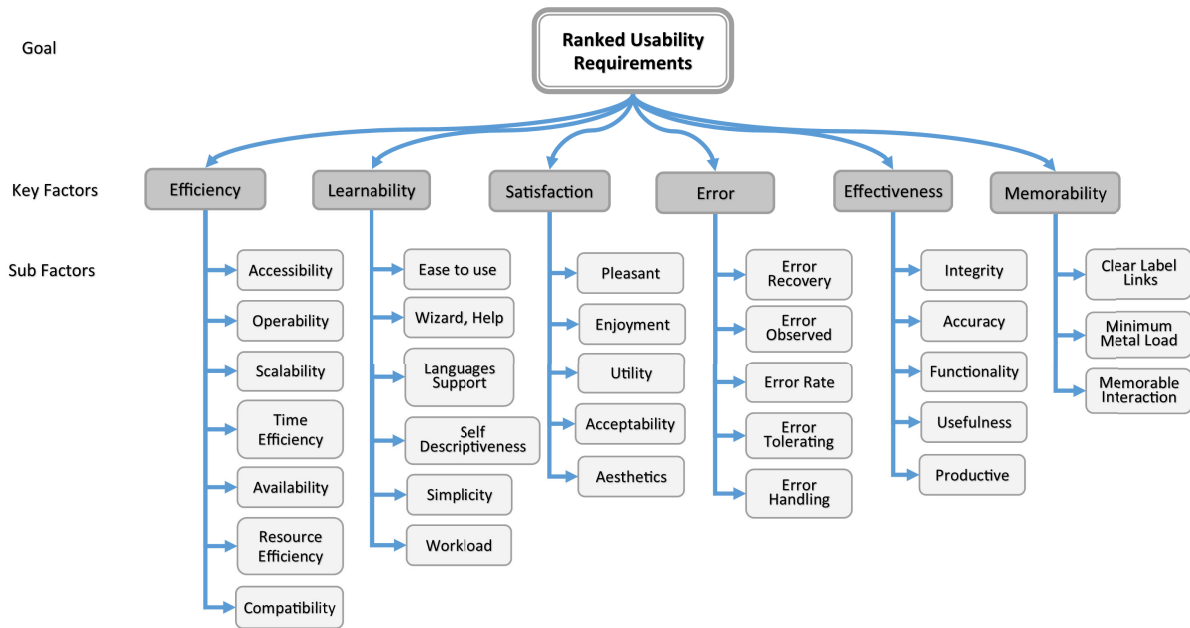 Goal
Ranked Usability
Requirements
Key Factors
Efficiency
Learnability
Satisfaction
Error
Effectiveness
Memorability
Sub Factors
Accessibility
Operability
Scalability
Time
Efficiency
Availability
Resource
Efficiency
Compatibility
Ease to use
Wizard, Help
Languages
Support
Self
Descriptiveness
Simplicity
Workload
Pleasant
Enjoyment
Utility
Acceptability
Aesthetics
Error
Recovery
Error
Observed
Error Rate
Error
Tolerating
Error
Handling
Integrity
Accuracy
Functionality
Usefulness
Productive
Clear Label
Links
Minimum
Metal Load
Memorable
Interaction